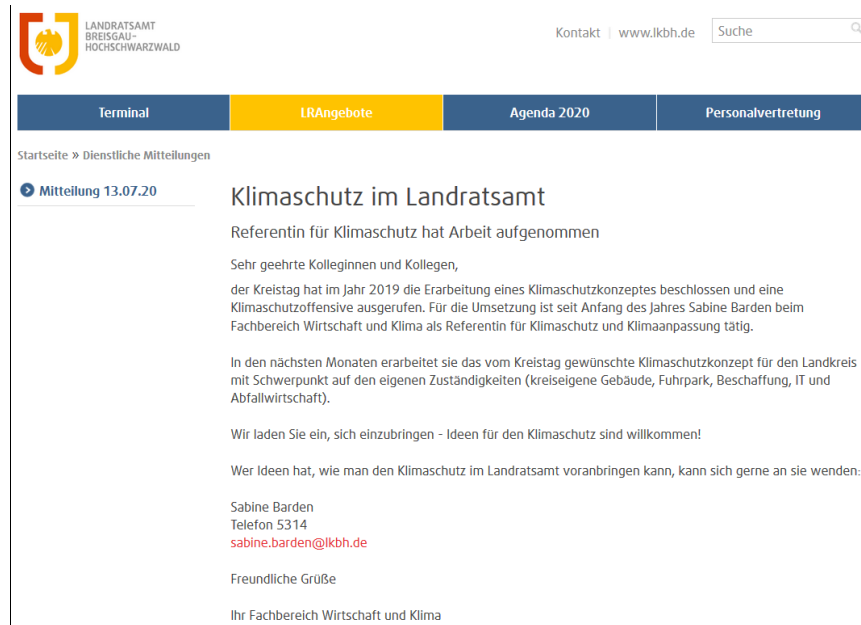 LANDRATSAMT
BREISGAU-
HOCHSCHWARZWALD
Kontakt | www.lkbh.de
Suche
Terminal
LRAngebote
Agenda 2020
Personalvertretung
Startseite » Dienstliche Mitteilungen
Mitteilung 13.07.20
Klimaschutz im Landratsamt
Referentin für Klimaschutz hat Arbeit aufgenommen
Sehr geehrte Kolleginnen und Kollegen,
der Kreistag hat im Jahr 2019 die Erarbeitung eines Klimaschutzkonzeptes beschlossen und eine
Klimaschutzoffensive ausgerufen. Für die Umsetzung ist seit Anfang des Jahres Sabine Barden beim
Fachbereich Wirtschaft und Klima als Referentin für Klimaschutz und Klimaanpassung tätig.
In den nächsten Monaten erarbeitet sie das vom Kreistag gewünschte Klimaschutzkonzept für den Landkreis
mit Schwerpunkt auf den eigenen Zuständigkeiten (kreiseigene Gebäude, Fuhrpark, Beschaffung, IT und
Abfallwirtschaft).
Wir laden Sie ein, sich einzubringen - Ideen für den Klimaschutz sind willkommen!
Wer Ideen hat, wie man den Klimaschutz im Landratsamt voranbringen kann, kann sich gerne an sie wenden:
Sabine Barden
Telefon 5314
sabine.barden@lkbh.de
Freundliche Grüße
Ihr Fachbereich Wirtschaft und Klima